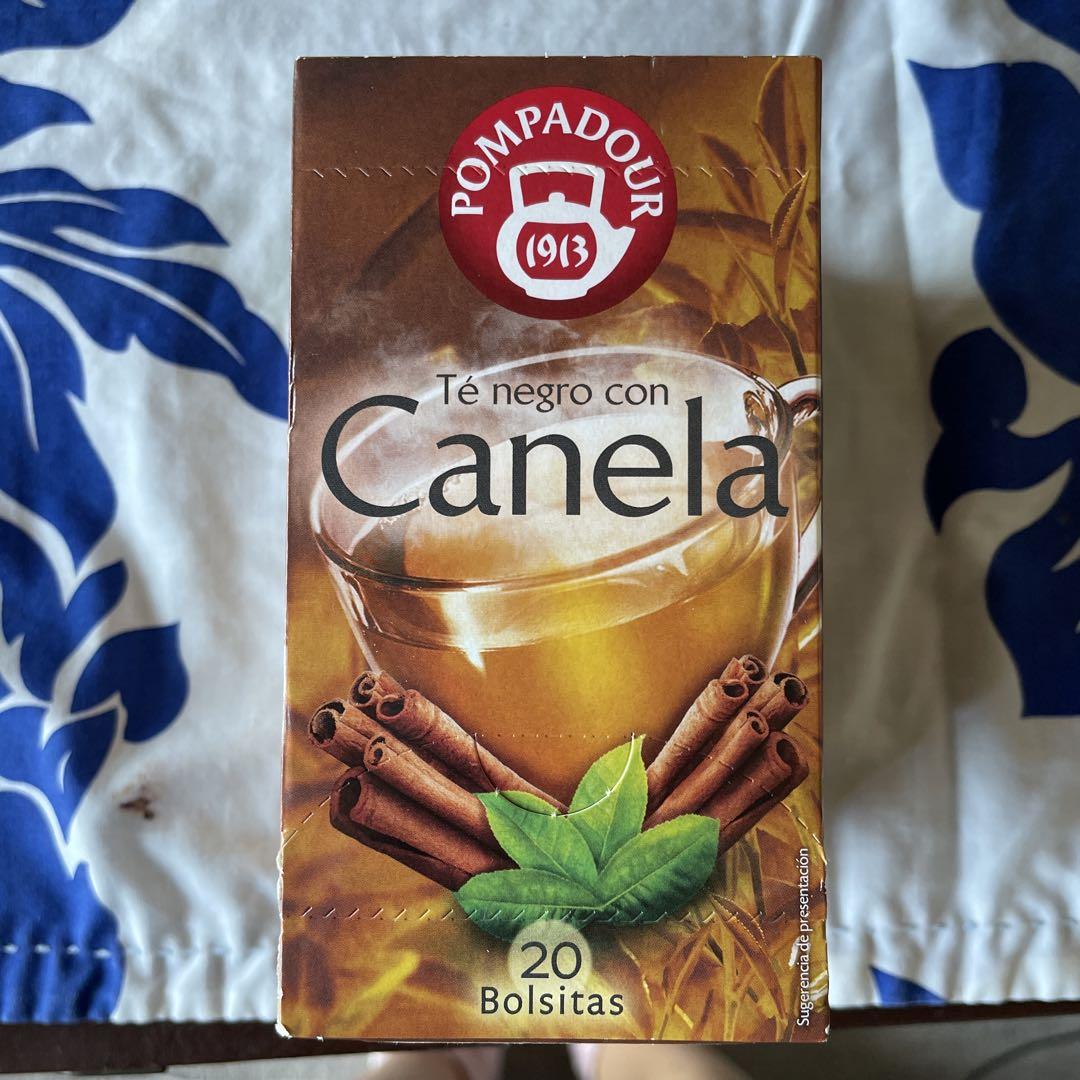 POMPADOUR
1913
Té negro con
Canela
20
Bolsitas
Sugerencia de presentación